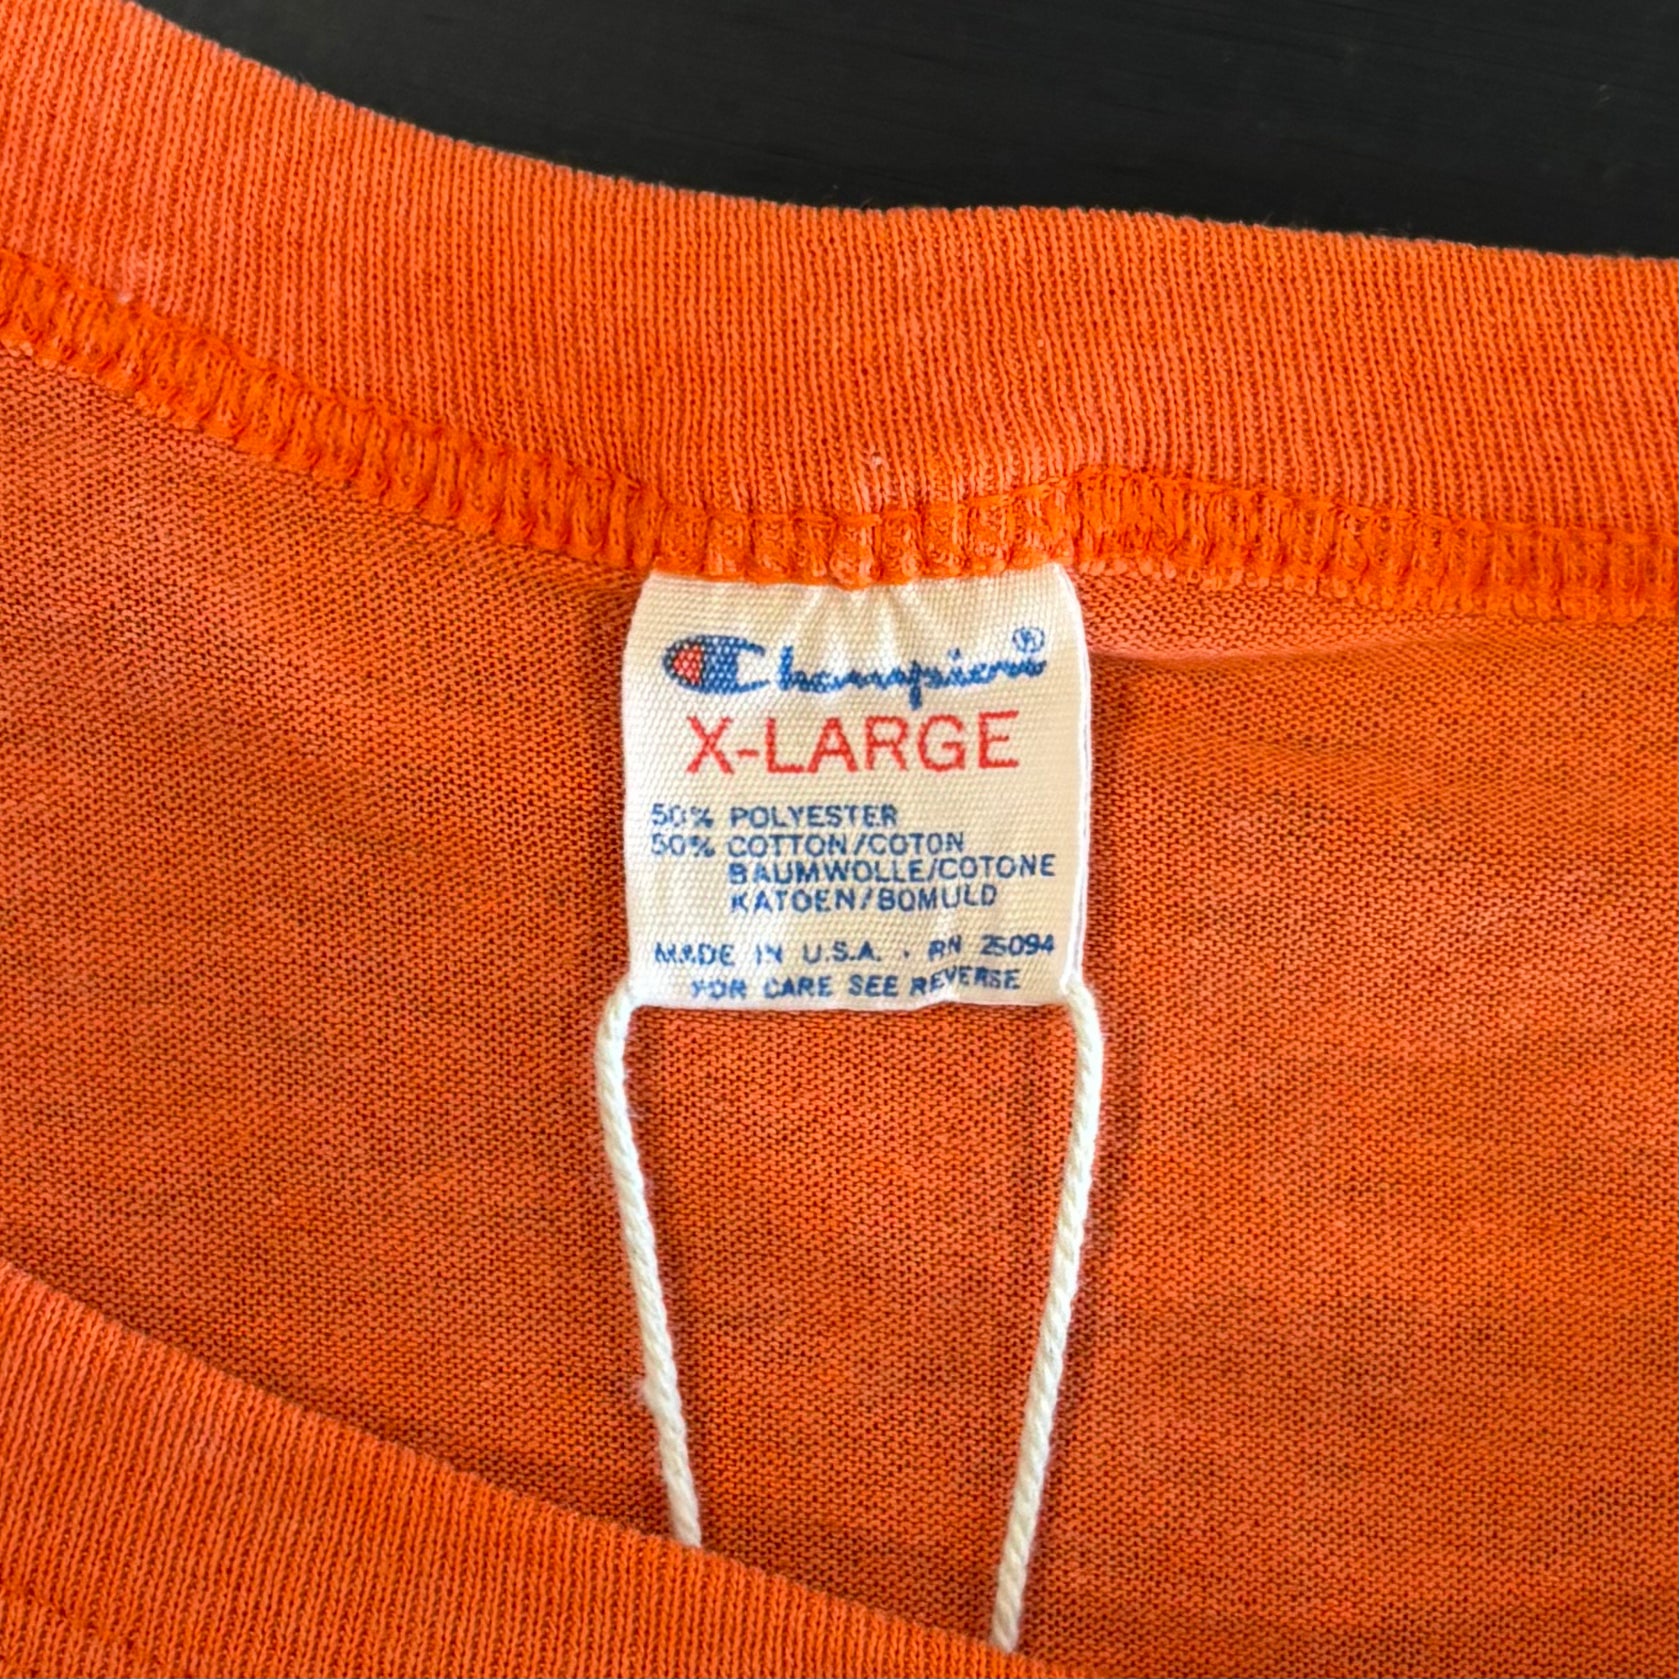 Champion®
X-LARGE
50% POLYESTER
50% COTTON/COTON
BAUMWOLLE/COTONE
KATOEN/BOMULD
MADE IN U.S.A. · RN 25094
FOR CARE SEE REVERSE